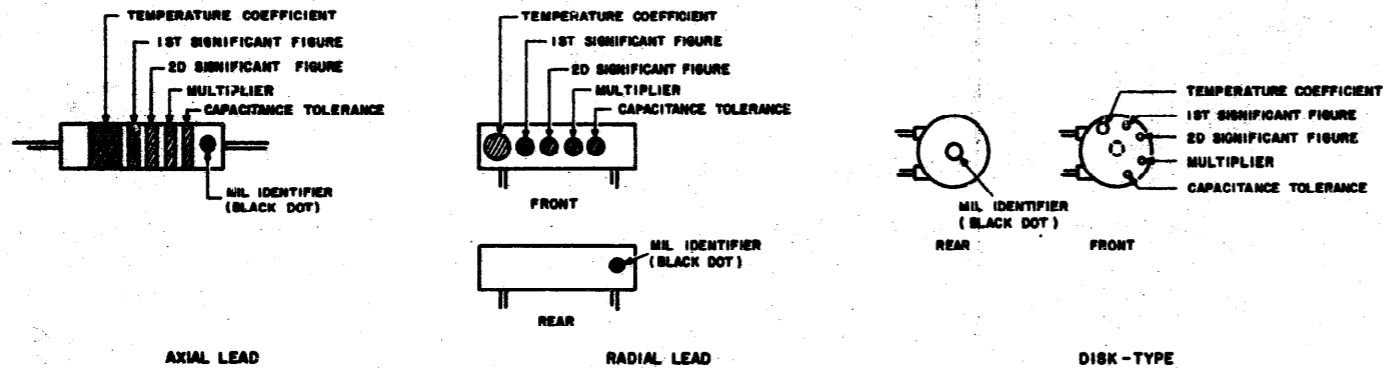 TEMPERATURE COEFFICIENT
1ST SIGNIFICANT FIGURE
2D SIGNIFICANT FIGURE
MULTIPLIER
CAPACITANCE TOLERANCE
MIL IDENTIFIER
(BLACK DOT)
AXIAL LEAD
TEMPERATURE COEFFICIENT
1ST SIGNIFICANT FIGURE
2D SIGNIFICANT FIGURE
MULTIPLIER
CAPACITANCE TOLERANCE
FRONT
MIL IDENTIFIER
(BLACK DOT)
REAR
RADIAL LEAD
TEMPERATURE COEFFICIENT
1ST SIGNIFICANT FIGURE
2D SIGNIFICANT FIGURE
MULTIPLIER
CAPACITANCE TOLERANCE
MIL IDENTIFIER
(BLACK DOT)
REAR
FRONT
DISK-TYPE